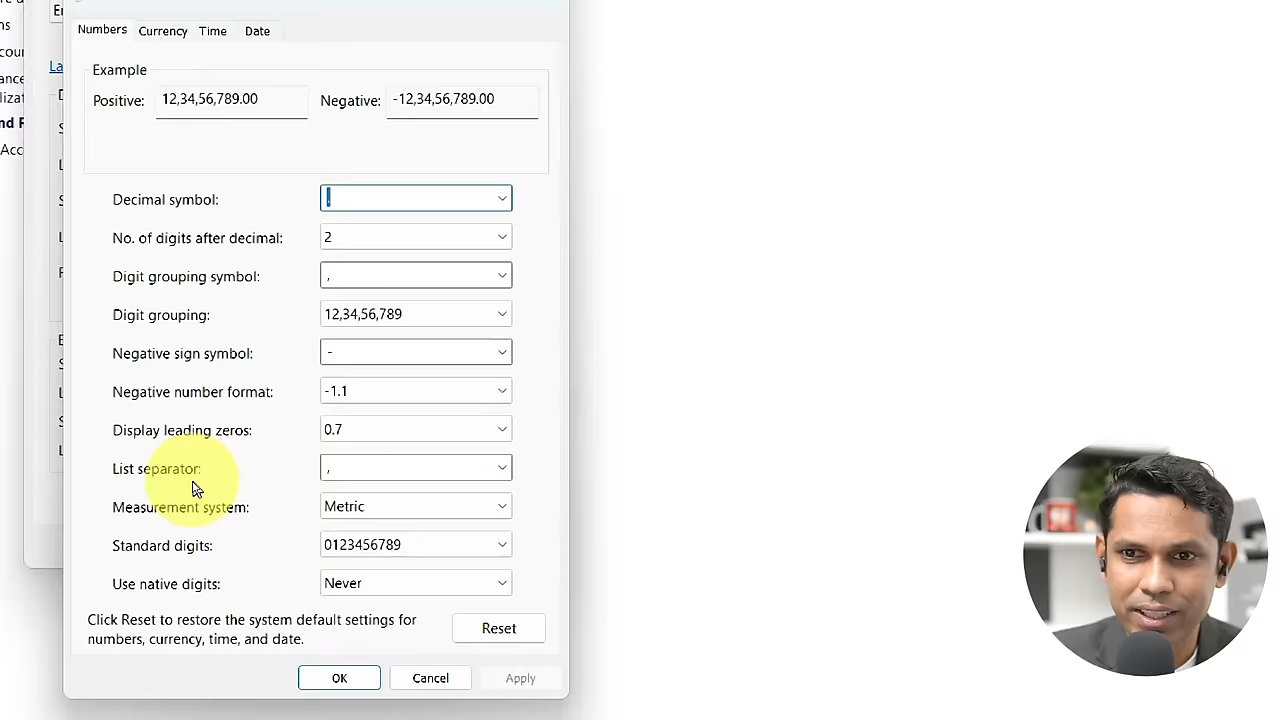 Numbers Currency Time Date
La
Example
Positive: 12,34,56,789.00 Negative: -12,34,56,789.00
nd R
Acc
Decimal symbol: .
No. of digits after decimal: 2
Digit grouping symbol: ,
Digit grouping: 12,34,56,789
Negative sign symbol: -
Negative number format: -1.1
Display leading zeros: 0.7
List separator: ,
Measurement system: Metric
Standard digits: 0123456789
Use native digits: Never
Click Reset to restore the system default settings for
numbers, currency, time, and date.
Reset
OK Cancel Apply